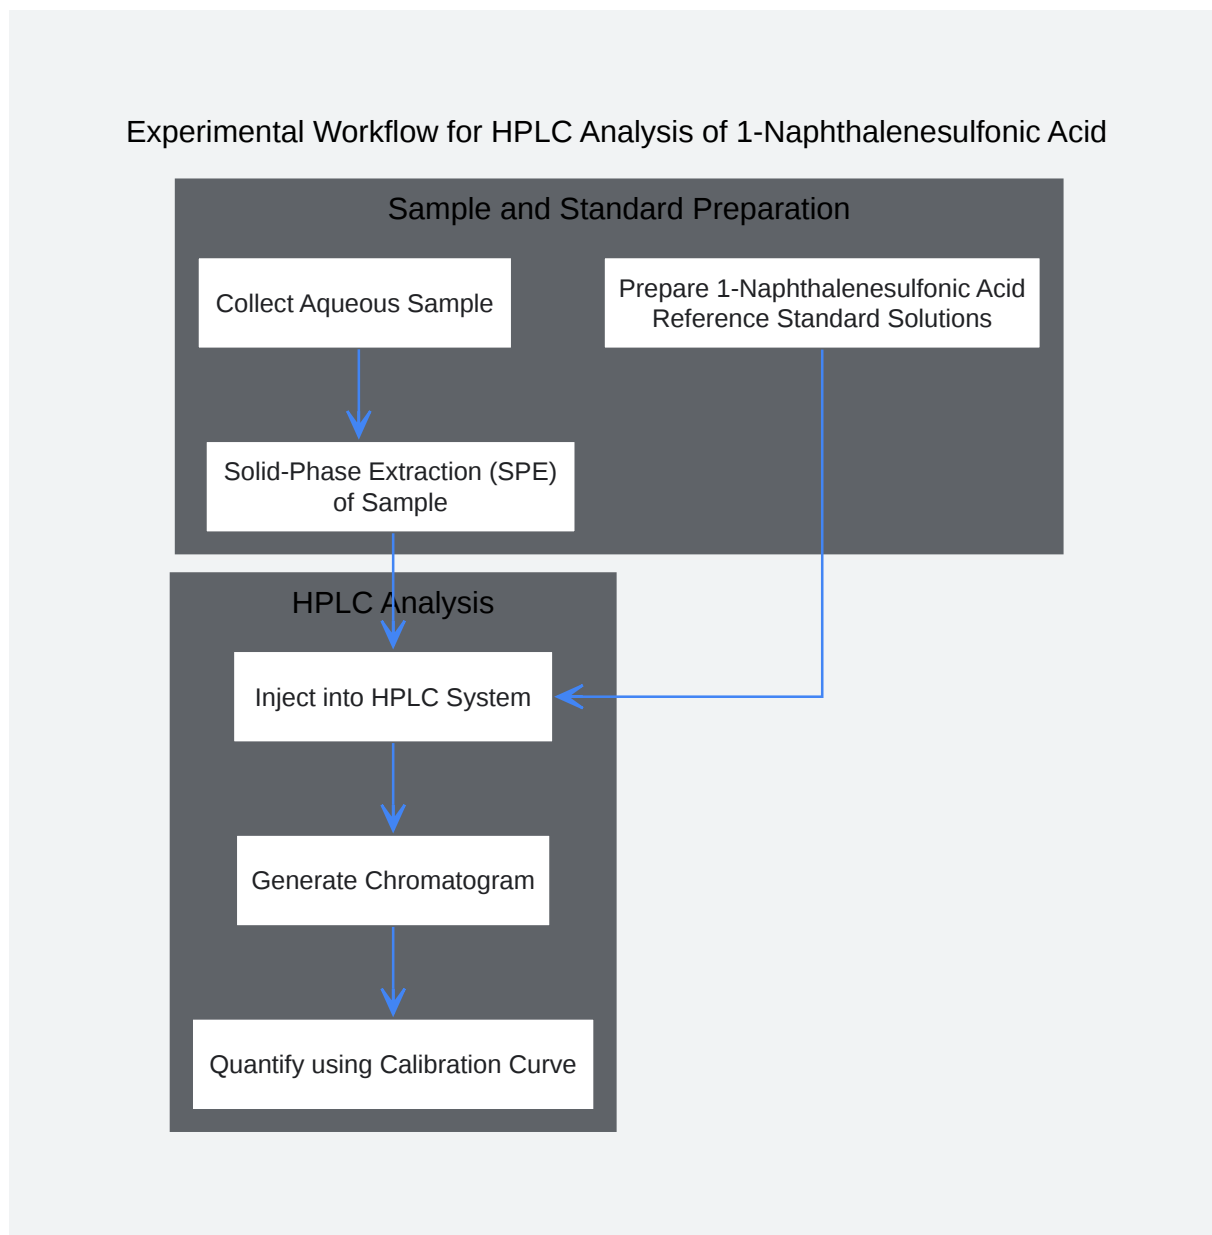 Experimental Workflow for HPLC Analysis of 1-Naphthalenesulfonic Acid
Sample and Standard Preparation
Collect Aqueous Sample
Prepare 1-Naphthalenesulfonic Acid
Reference Standard Solutions
Solid-Phase Extraction (SPE)
of Sample
HPLC Analysis
Inject into HPLC System
Generate Chromatogram
Quantify using Calibration Curve